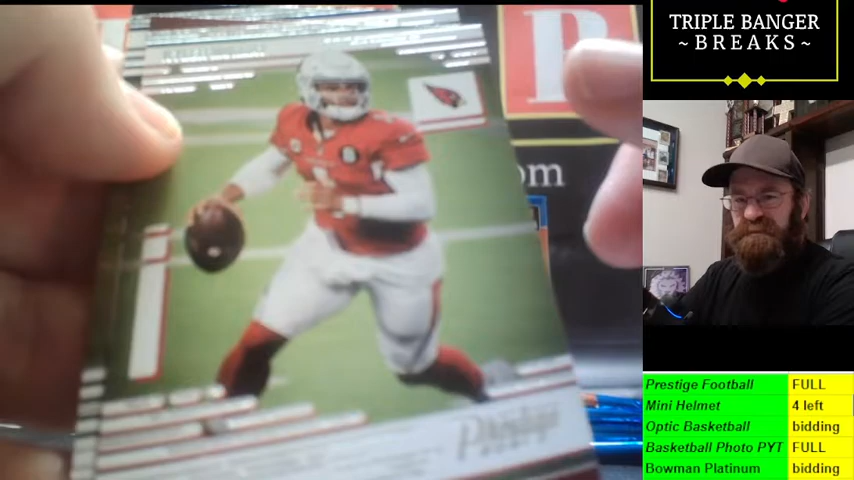 TRIPLE BANGER
~ B R E A K S ~
om
Prestige Football FULL
Mini Helmet 4 left
Optic Basketball bidding
Basketball Photo PYT FULL
Bowman Platinum bidding